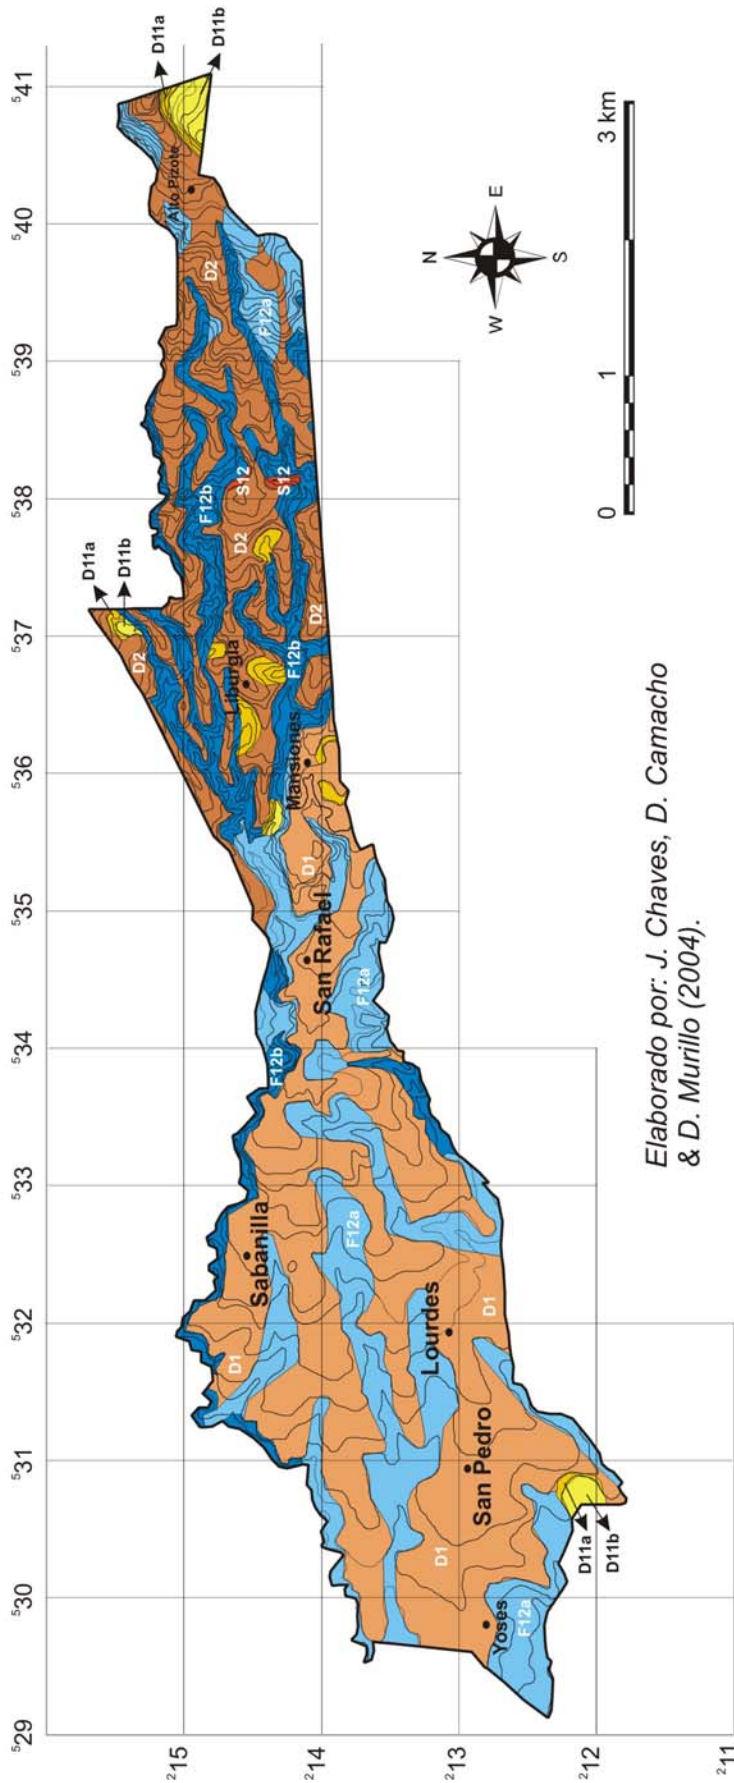 ⁵29
⁵30
⁵31
⁵32
⁵33
⁵34
⁵35
⁵36
⁵37
⁵38
⁵39
⁵40
⁵41
²15
²14
²13
²12
²11
D11a
D11b
D11a
D11b
D2
Alto Pizote
D2
F12a
F12b
S12
S12
D2
D2
Liburgia
F12b
Mansiones
D1
San Rafael
F12a
F12b
Sabanilla
F12a
D1
Lourdes
D1
San Pedro
D1
Yoses
F12a
D11a
D11b
N
W
E
S
0
1
3 km
Elaborado por: J. Chaves, D. Camacho
& D. Murillo (2004).